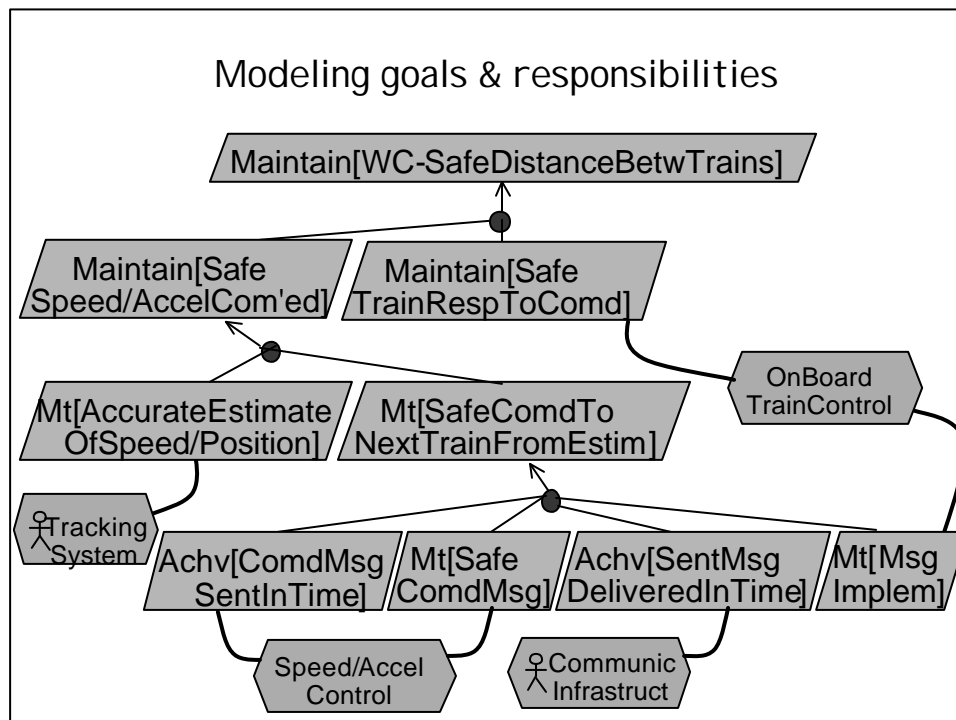 Modeling goals & responsibilities
Maintain[WC-SafeDistanceBetwTrains]
Maintain[Safe
Speed/AccelCom'ed]
Maintain[Safe
TrainRespToComd]
OnBoard
TrainControl
Mt[AccurateEstimate
OfSpeed/Position]
Mt[SafeComdTo
NextTrainFromEstim]
Tracking
System
Achv[ComdMsg
SentInTime]
Mt[Safe
ComdMsg]
Achv[SentMsg
DeliveredInTime]
Mt[Msg
Implem]
Speed/Accel
Control
Communic
Infrastruct